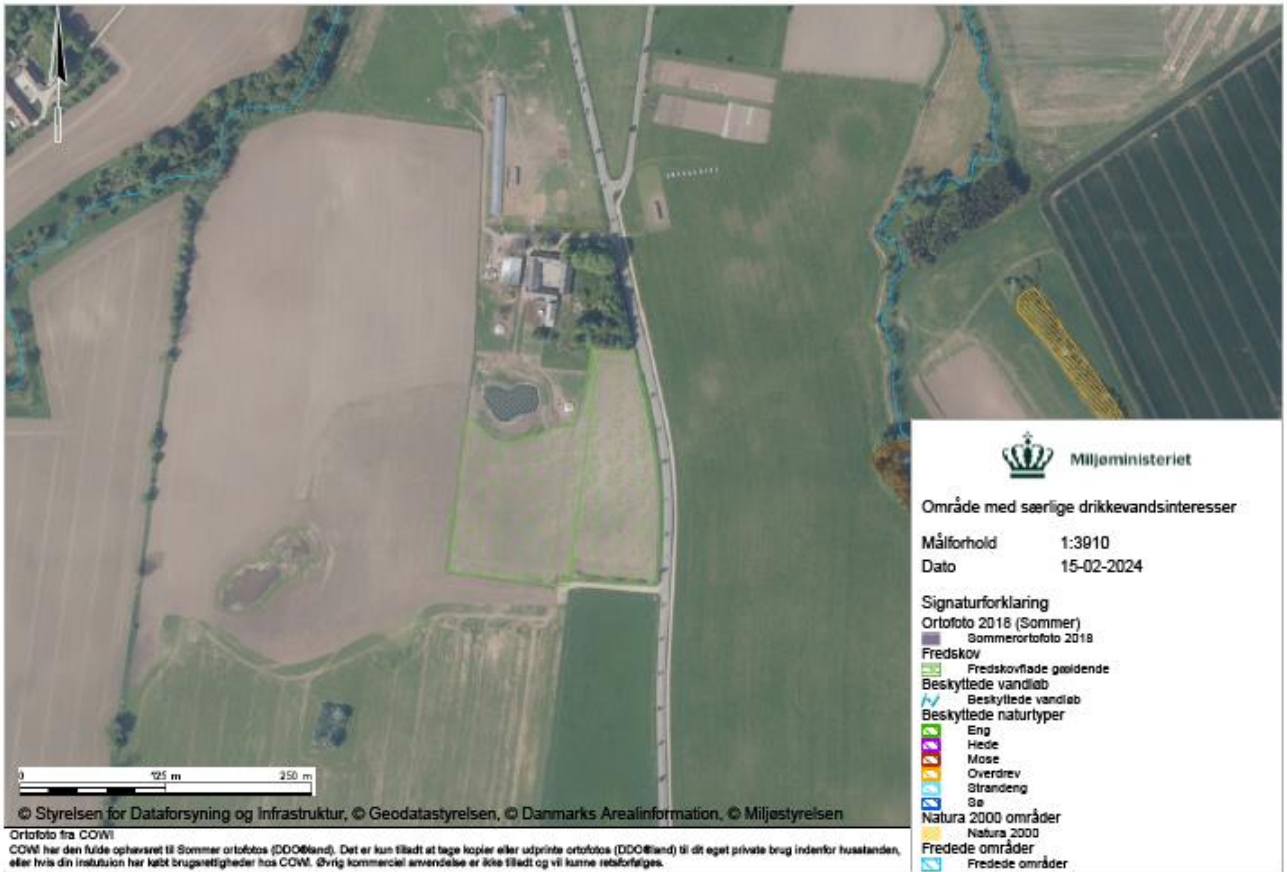 Miljøministeriet
Område med særlige drikkevandsinteresser
Målforhold 1:3910
Dato 15-02-2024
Signaturforklaring
Ortofoto 2018 (Sommer)
Sommerortofoto 2018
Fredskov
Fredskovflade gældende
Beskyttede vandløb
Beskyttede vandløb
Beskyttede naturtyper
Eng
Hede
Mose
Overdrev
Strandeng
Sø
Natura 2000 områder
Natura 2000
Fredede områder
Fredede områder
0 125 m 250 m
© Styrelsen for Dataforsyning og Infrastruktur, © Geodatastyrelsen, © Danmarks Arealinformation, © Miljøstyrelsen
Ortofoto fra COWI
COWI har den fulde ophavsret til Sommer ortofotos (DDO®land). Det er kun tilladt at tage kopier eller udprinte ortofotos (DDO®land) til dit eget private brug indenfor husstanden,
eller hvis din instutuion har købt brugsrettigheder hos COWI. Øvrig kommerciel anvendelse er ikke tilladt og vil kunne retsforfølges.